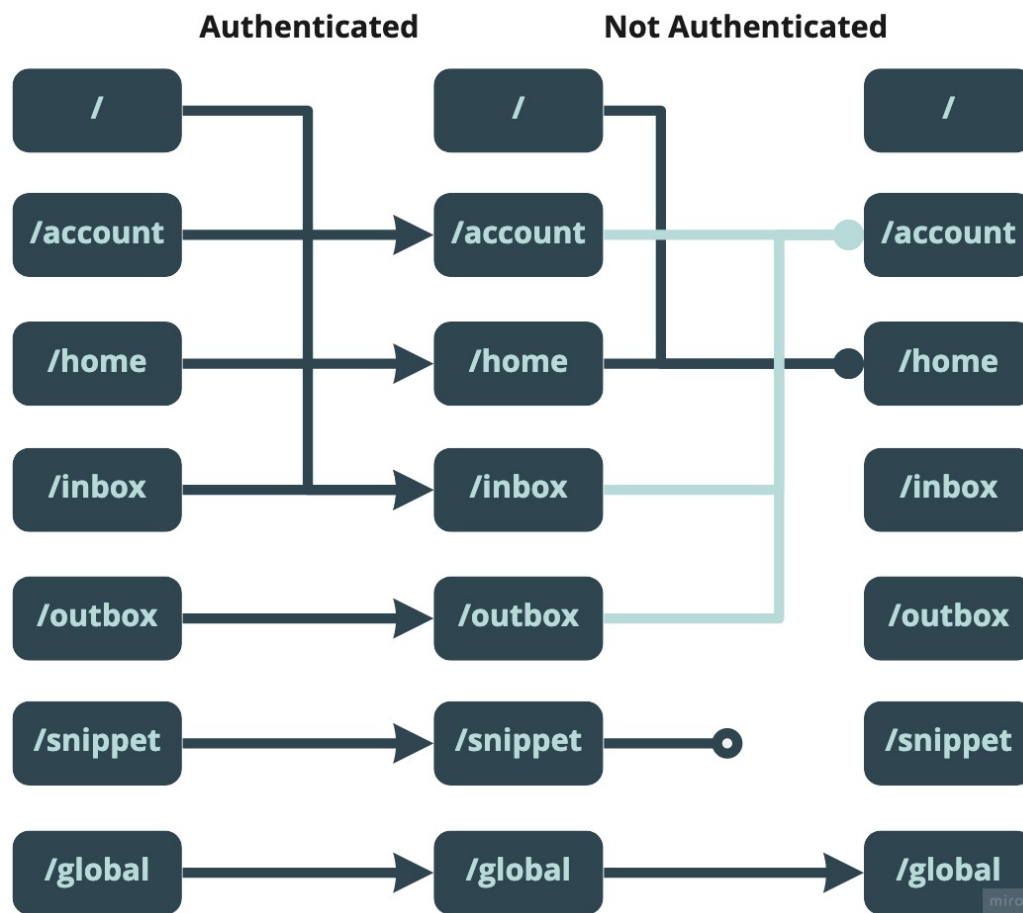 Authenticated
Not Authenticated
/
/
/
/account
/account
/account
/home
/home
/home
/inbox
/inbox
/inbox
/outbox
/outbox
/outbox
/snippet
/snippet
/snippet
/global
/global
/global
miro